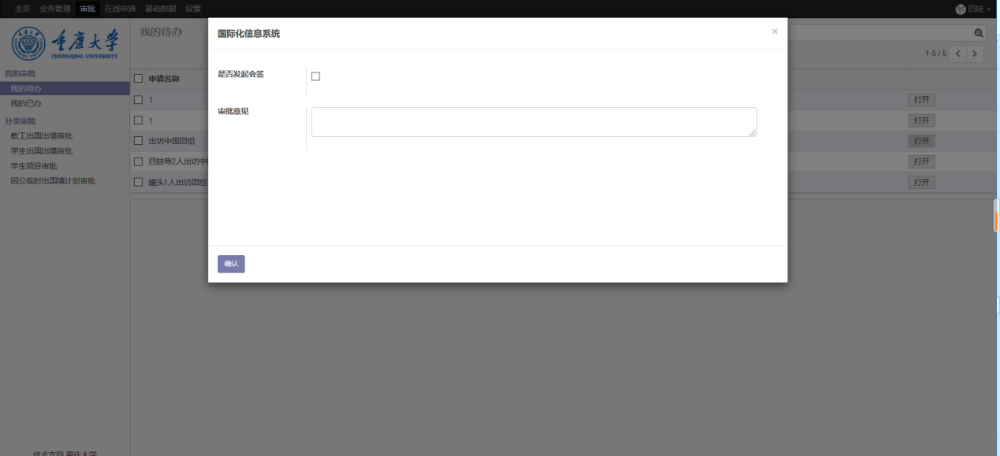 主页 业务管理 审批 在线申请 基础数据 设置 四娃
重庆大学
CHONGQING UNIVERSITY
我的审批
我的待办
我的已办
分类审批
教工出国出境审批
学生出国出境审批
学生项目审批
因公临时出国境计划审批
我的待办
1-5 / 5
申请名称
1 打开
1 打开
出访中国团组 打开
四娃等2人出访中 打开
罐头1人出访团组 打开
国际化信息系统 ×
是否发起会签
审批意见
确认
技术支持 重庆大学